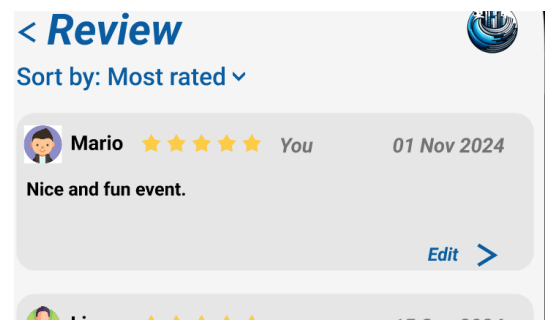 < Review
Sort by: Most rated
Mario You 01 Nov 2024
Nice and fun event.
Edit >